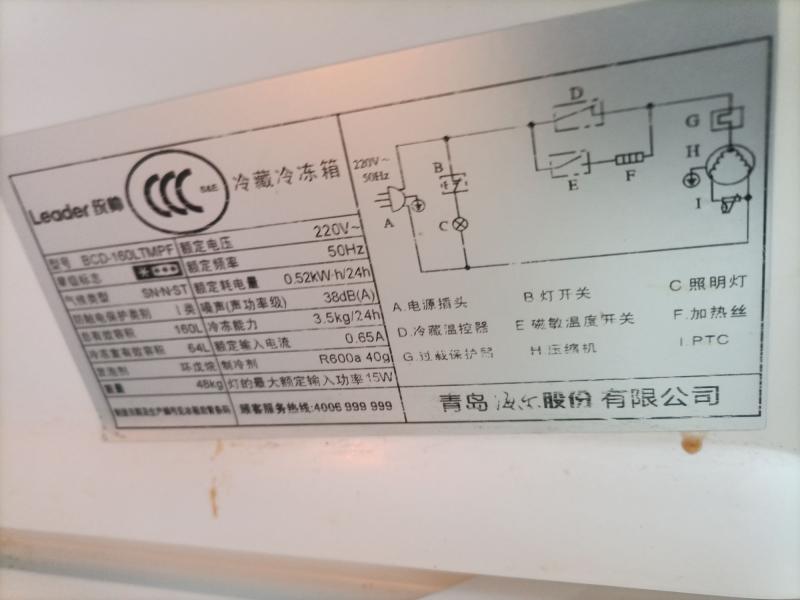 Leader 统帅
S&E
冷藏冷冻箱
型号 BCD-160LTMPF
星级标志
气候类型 SN·N·ST
防触电保护类别 I类
总有效容积 160L
冷冻室有效容积 64L
发泡剂 环戊烷
重量 48kg
额定电压 220V~
额定频率 50Hz
额定耗电量 0.52kW·h/24h
噪声(声功率级) 38dB(A)
冷冻能力 3.5kg/24h
额定输入电流 0.65A
制冷剂 R600a 40g
灯的最大额定输入功率 15W
顾客服务热线:4006 999 999
220V~
50Hz
A
B
C
D
E
F
G
H
I
A.电源插头
B 灯开关
C 照明灯
D.冷藏温控器
E 磁敏温度开关
F.加热丝
G.过载保护器
H.压缩机
I.PTC
青岛海尔股份有限公司